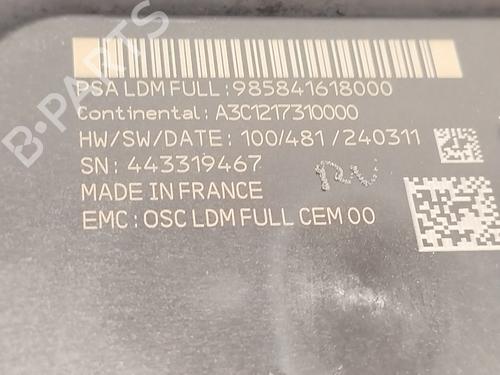 PSA LDM FULL:985841618000
Continental: A3C1217310000
HW/SW/DATE: 100/481/240311
SN: 443319467
MADE IN FRANCE
EMC: OSC LDM FULL CEM 00
B-PARTS